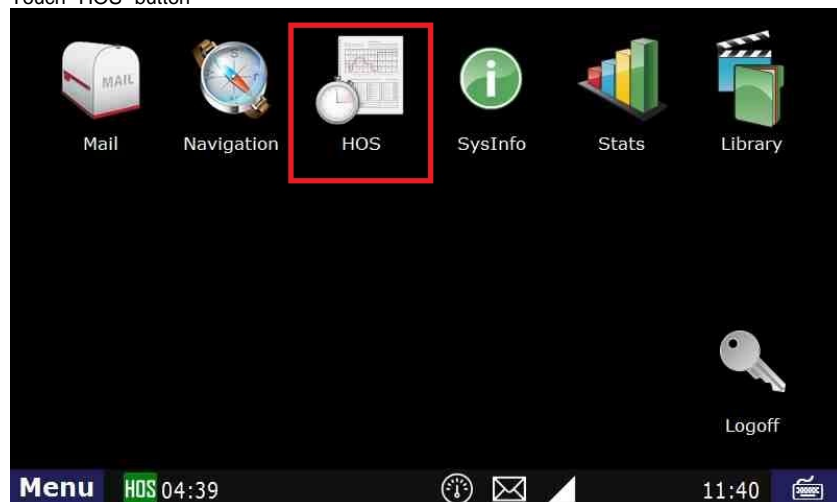 Touch "HOS" button
MAIL
Mail Navigation HOS SysInfo Stats Library
Logoff
Menu HOS 04:39 11:40